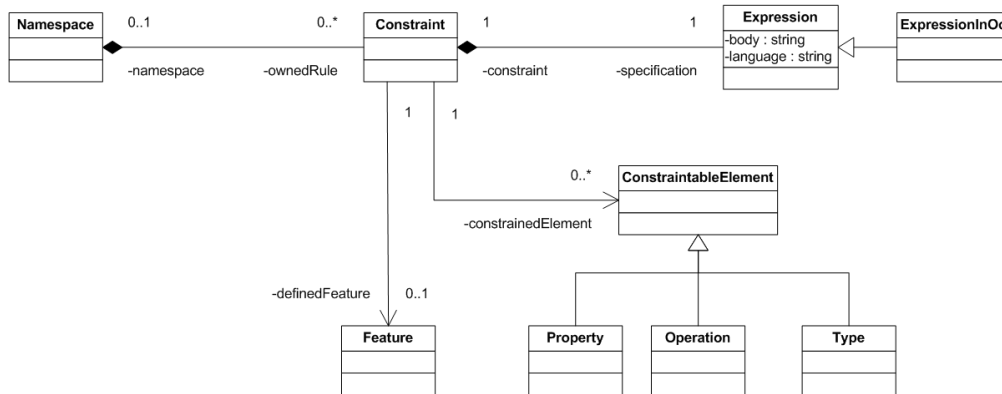 Namespace
0..1
0..*
Constraint
1
1
Expression
ExpressionInOc
-body : string
-language : string
-namespace
-ownedRule
-constraint
-specification
1
1
0..*
ConstraintableElement
-constrainedElement
-definedFeature
0..1
Feature
Property
Operation
Type